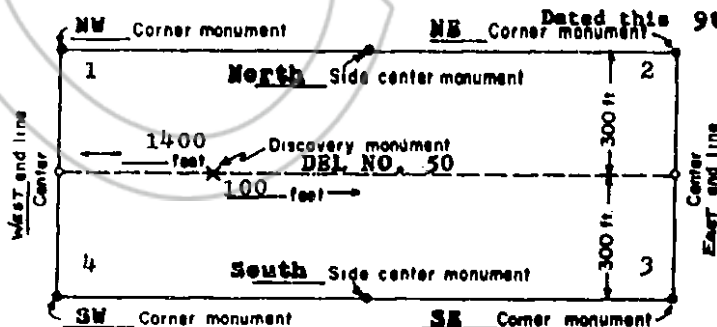 Dated this 9
NW Corner monument NE Corner monument
1 North Side center monument 2
300 ft
1400 feet Discovery monument
DEL NO. 50
100 feet
WEST end line
Center
Center
EAST end line
300 ft
4 South Side center monument 3
SW Corner monument SE Corner monument